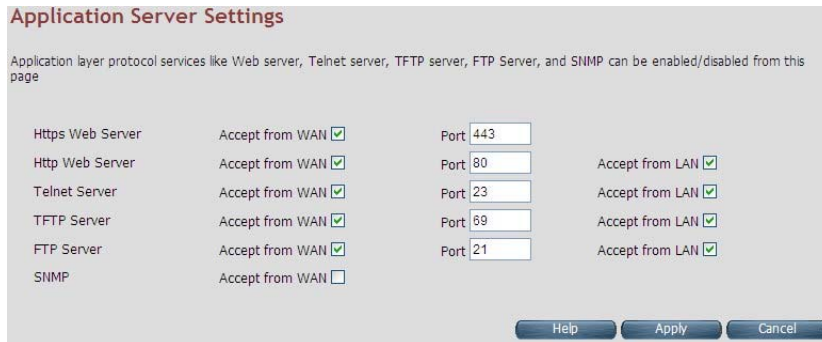 Application Server Settings
Application layer protocol services like Web server, Telnet server, TFTP server, FTP Server, and SNMP can be enabled/disabled from this
page
Https Web Server Accept from WAN Port 443
Http Web Server Accept from WAN Port 80 Accept from LAN
Telnet Server Accept from WAN Port 23 Accept from LAN
TFTP Server Accept from WAN Port 69 Accept from LAN
FTP Server Accept from WAN Port 21 Accept from LAN
SNMP Accept from WAN
Help Apply Cancel